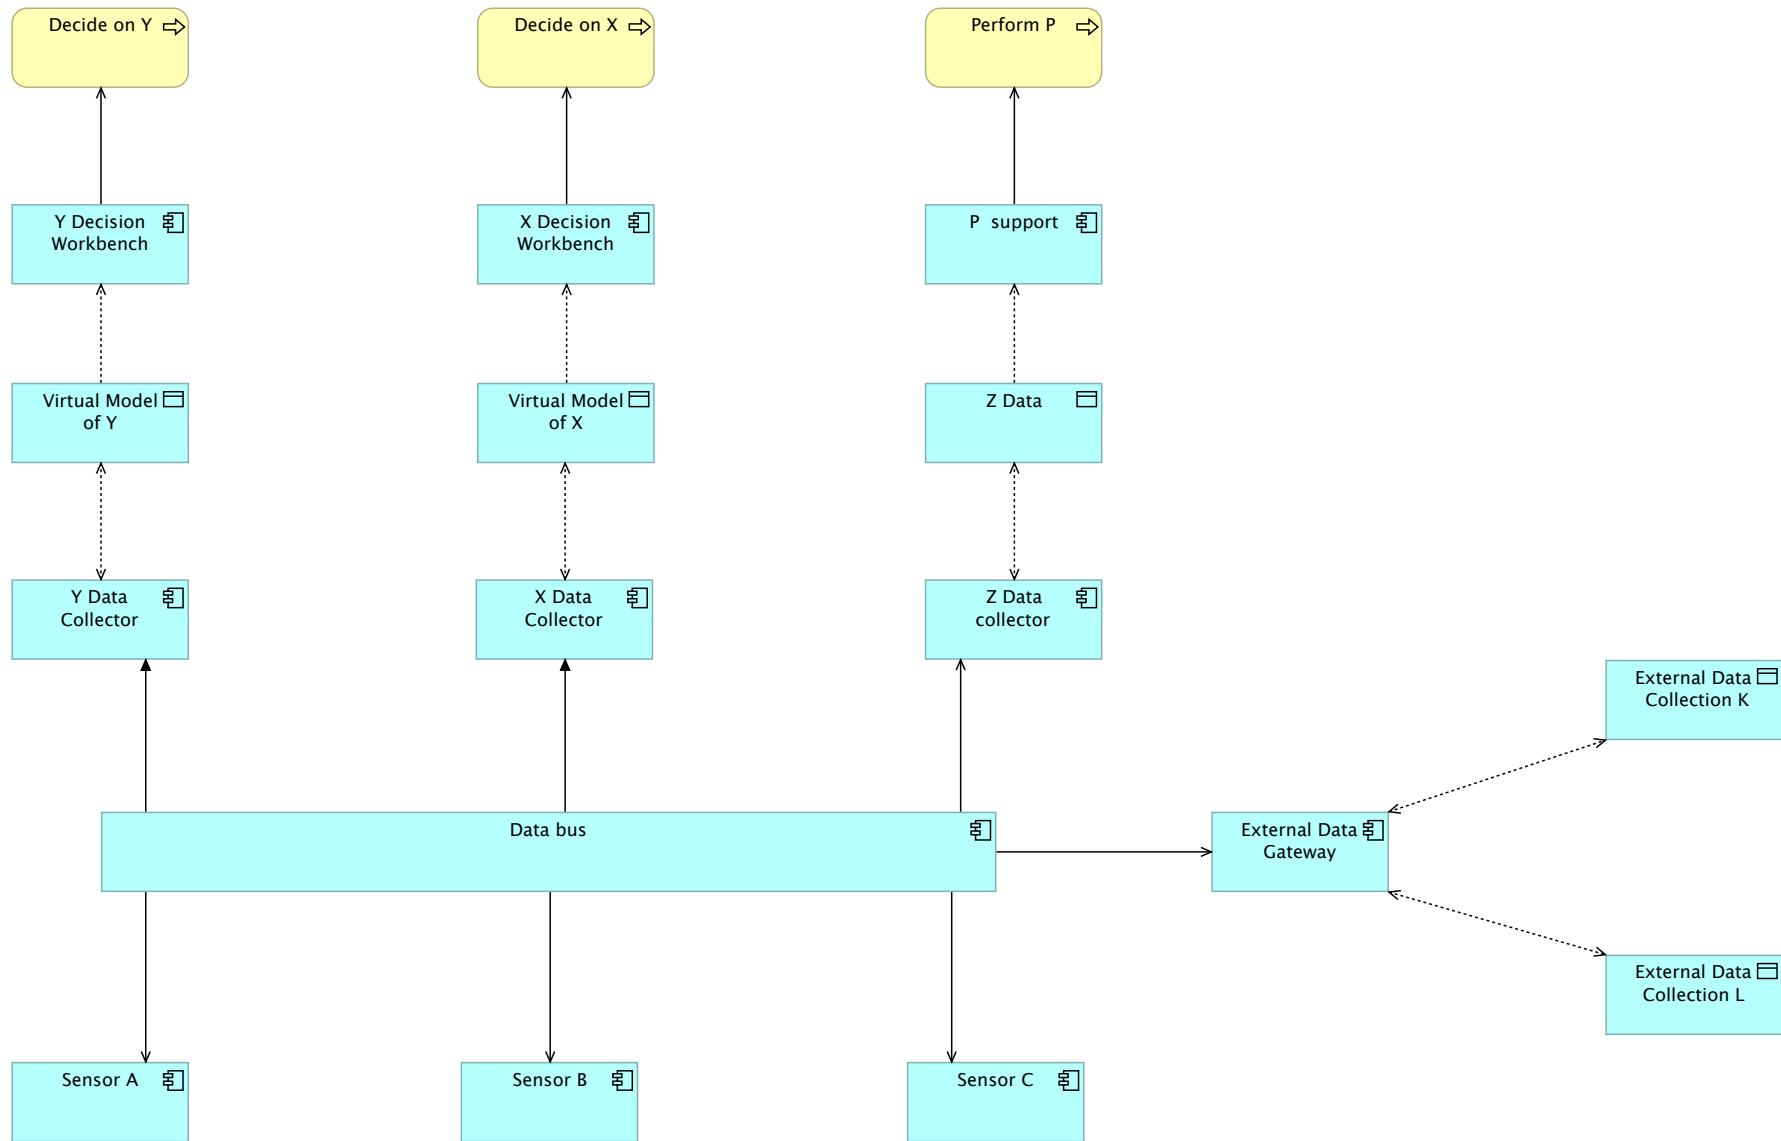 Decide on Y
Decide on X
Perform P
Y Decision
Workbench
X Decision
Workbench
P  support
Virtual Model
of Y
Virtual Model
of X
Z Data
Y Data
Collector
X Data
Collector
Z Data
collector
External Data
Collection K
Data bus
External Data
Gateway
External Data
Collection L
Sensor A
Sensor B
Sensor C